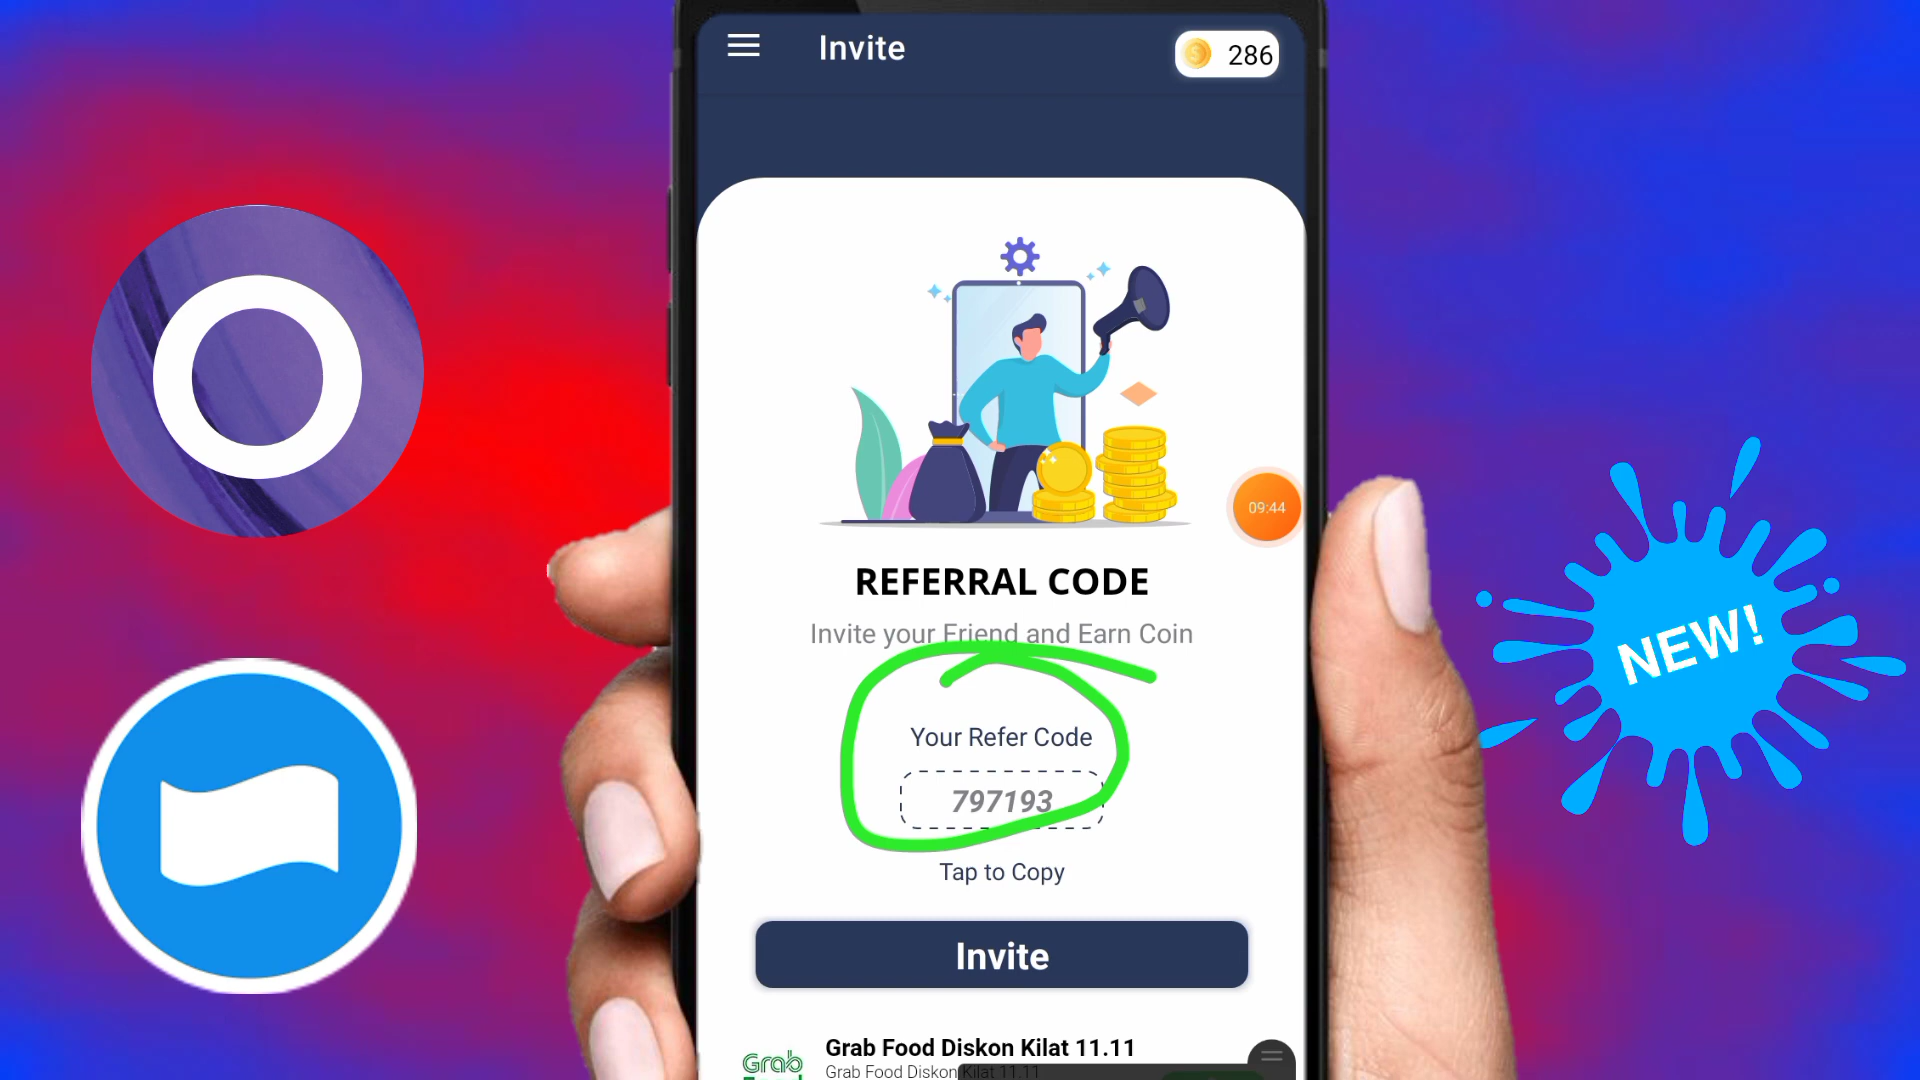 Invite
286
09:44
REFERRAL CODE
Invite your Friend and Earn Coin
Your Refer Code
797193
Tap to Copy
Invite
NEW!
Grab Food Diskon Kilat 11.11
Grab
Grab Food Diskon Kilat 11.11